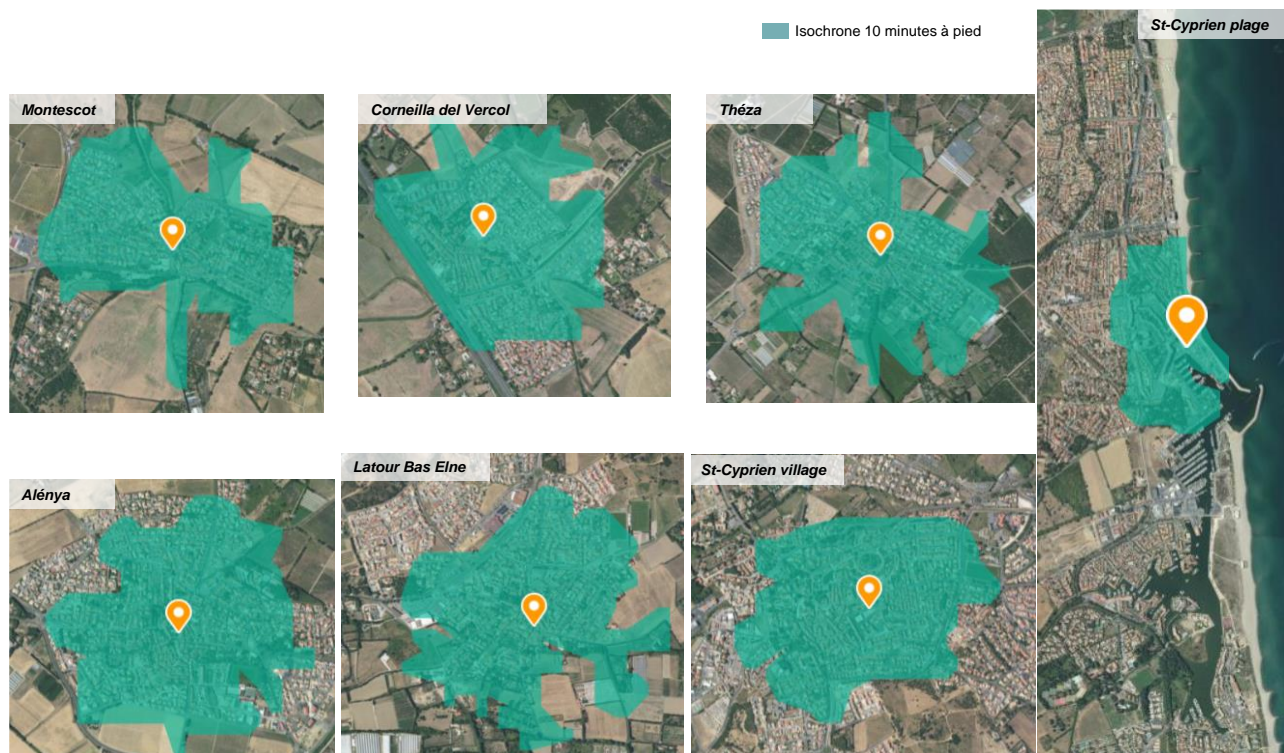 Isochrone 10 minutes à pied
St-Cyprien plage
Montescot
Corneilla del Vercol
Théza
Alénya
Latour Bas Elne
St-Cyprien village